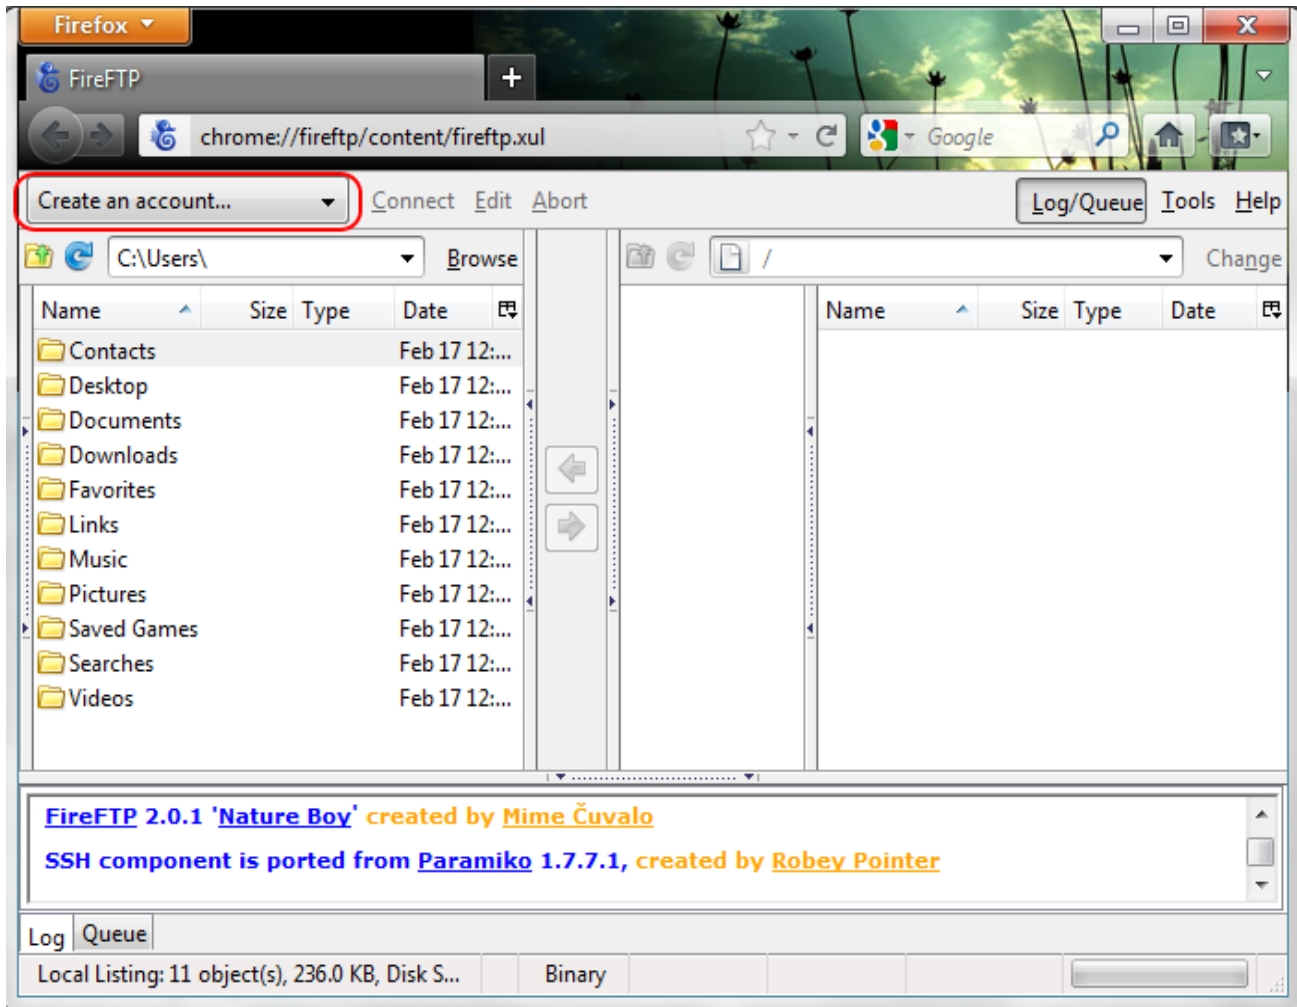 Firefox
FireFTP
chrome://fireftp/content/fireftp.xul
Google
Create an account...
Connect Edit Abort
Log/Queue Tools Help
C:\Users\
Browse
/
Change
Name Size Type Date
Name Size Type Date
Contacts Feb 17 12:...
Desktop Feb 17 12:...
Documents Feb 17 12:...
Downloads Feb 17 12:...
Favorites Feb 17 12:...
Links Feb 17 12:...
Music Feb 17 12:...
Pictures Feb 17 12:...
Saved Games Feb 17 12:...
Searches Feb 17 12:...
Videos Feb 17 12:...
FireFTP 2.0.1 'Nature Boy' created by Mime Čuvalo
SSH component is ported from Paramiko 1.7.7.1, created by Robey Pointer
Log Queue
Local Listing: 11 object(s), 236.0 KB, Disk S... Binary